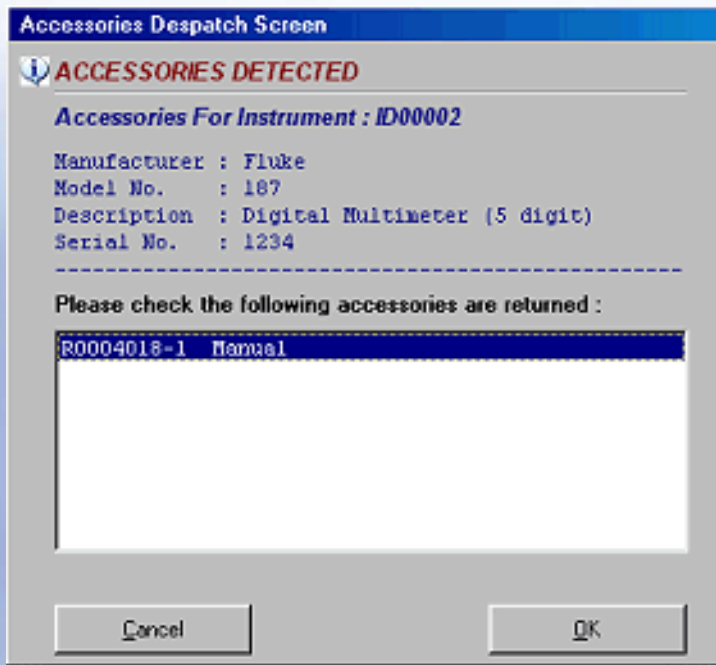 Accessories Despatch Screen
ACCESSORIES DETECTED
Accessories For Instrument : ID00002
Manufacturer : Fluke
Model No. : 187
Description : Digital Multimeter (5 digit)
Serial No. : 1234
--------------------------------------------------
Please check the following accessories are returned :
R0004018-1 Manual
Cancel OK